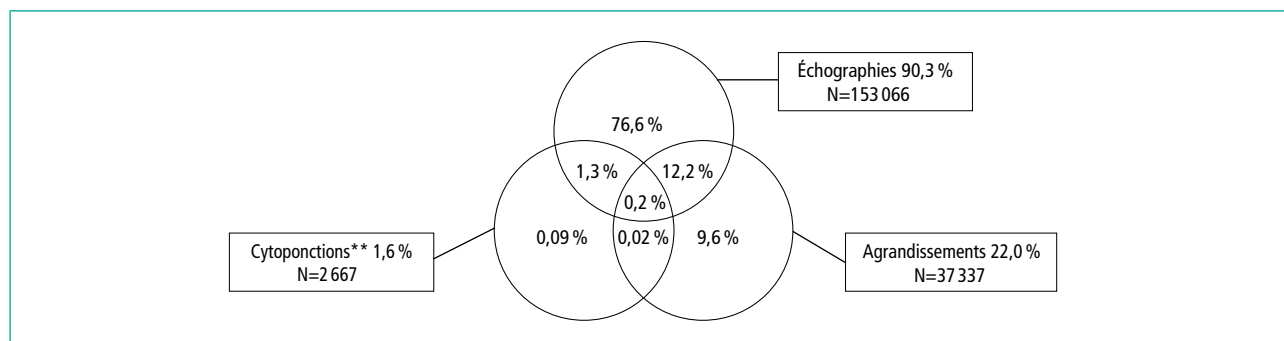 Échographies 90,3 %
N=153 066
76,6 %
1,3 %
12,2 %
0,2 %
0,09 %
0,02 %
9,6 %
Cytoponctions** 1,6 %
N=2 667
Agrandissements 22,0 %
N=37 337